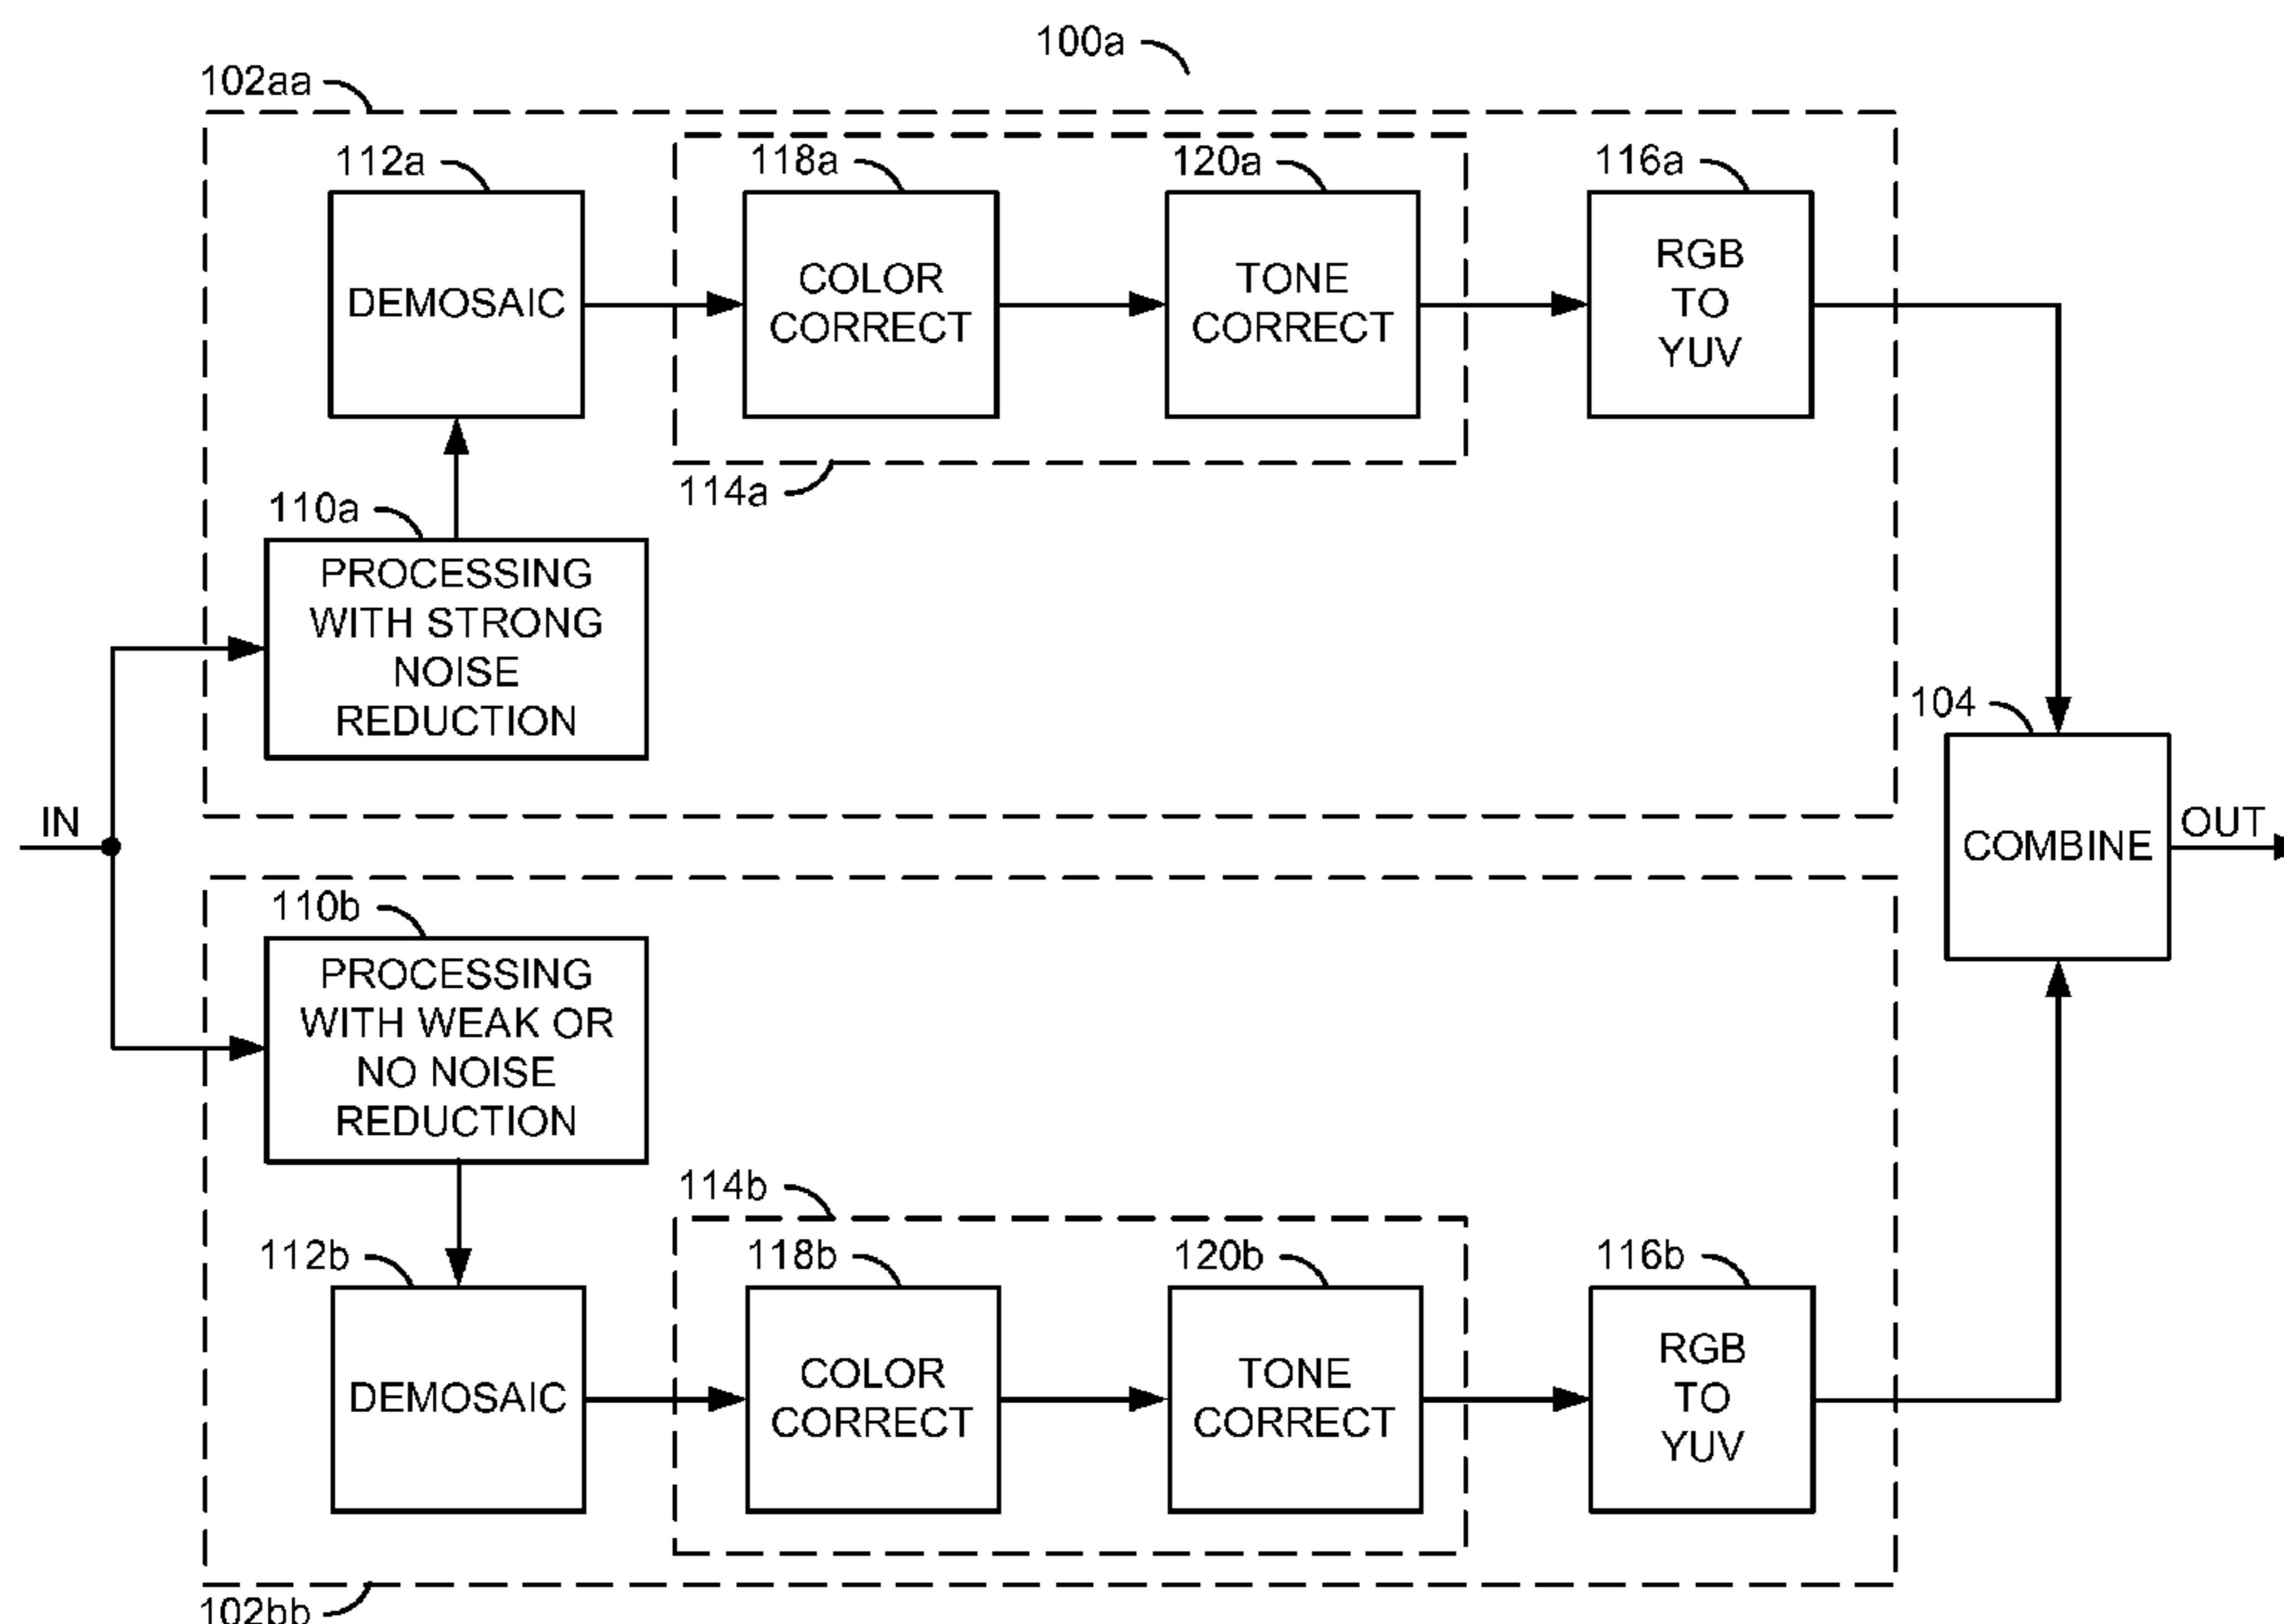 100a
102aa
112a
118a
120a
116a
DEMOSAIC
COLOR
CORRECT
TONE
CORRECT
RGB
TO
YUV
114a
110a
PROCESSING
WITH STRONG
NOISE
REDUCTION
104
IN
COMBINE
OUT
110b
PROCESSING
WITH WEAK OR
NO NOISE
REDUCTION
114b
112b
118b
120b
116b
DEMOSAIC
COLOR
CORRECT
TONE
CORRECT
RGB
TO
YUV
102bb